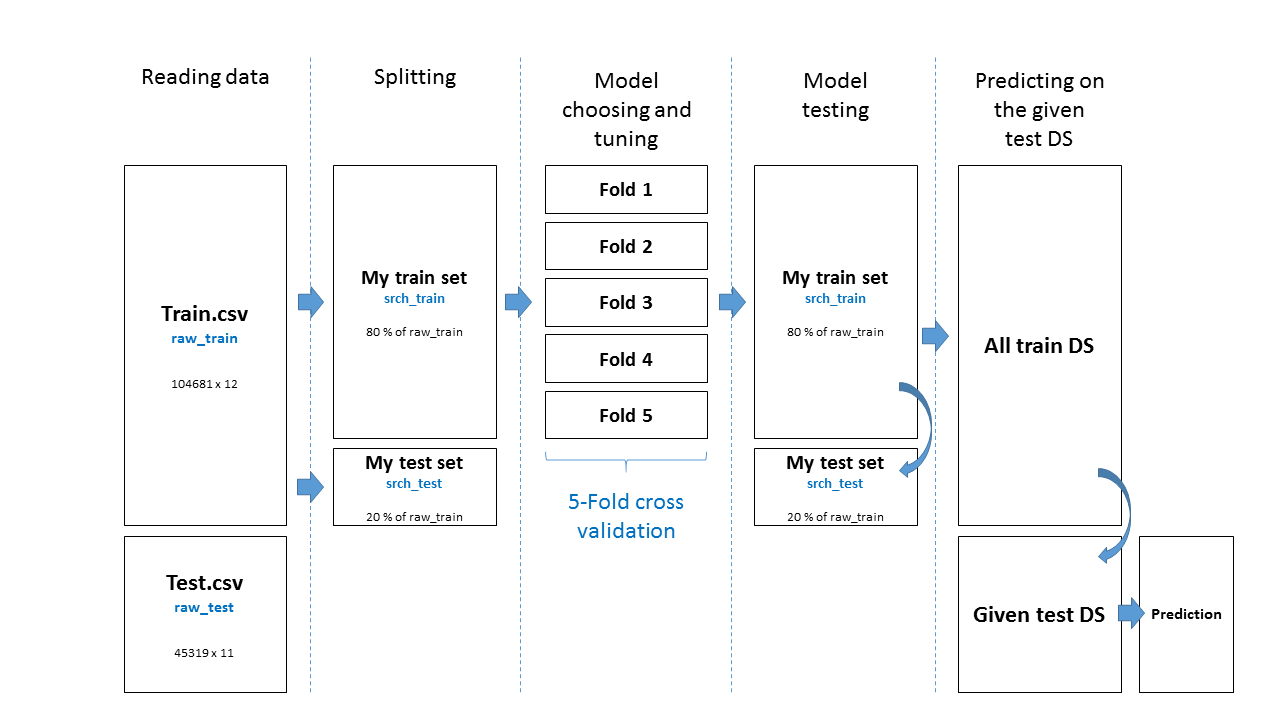 Reading data
Splitting
Model
choosing and
tuning
Model
testing
Predicting on
the given
test DS
Train.csv
raw_train
104681 x 12
Test.csv
raw_test
45319 x 11
My train set
srch_train
80 % of raw_train
My test set
srch_test
20 % of raw_train
Fold 1
Fold 2
Fold 3
Fold 4
Fold 5
5-Fold cross
validation
My train set
srch_train
80 % of raw_train
My test set
srch_test
20 % of raw_train
All train DS
Given test DS
Prediction